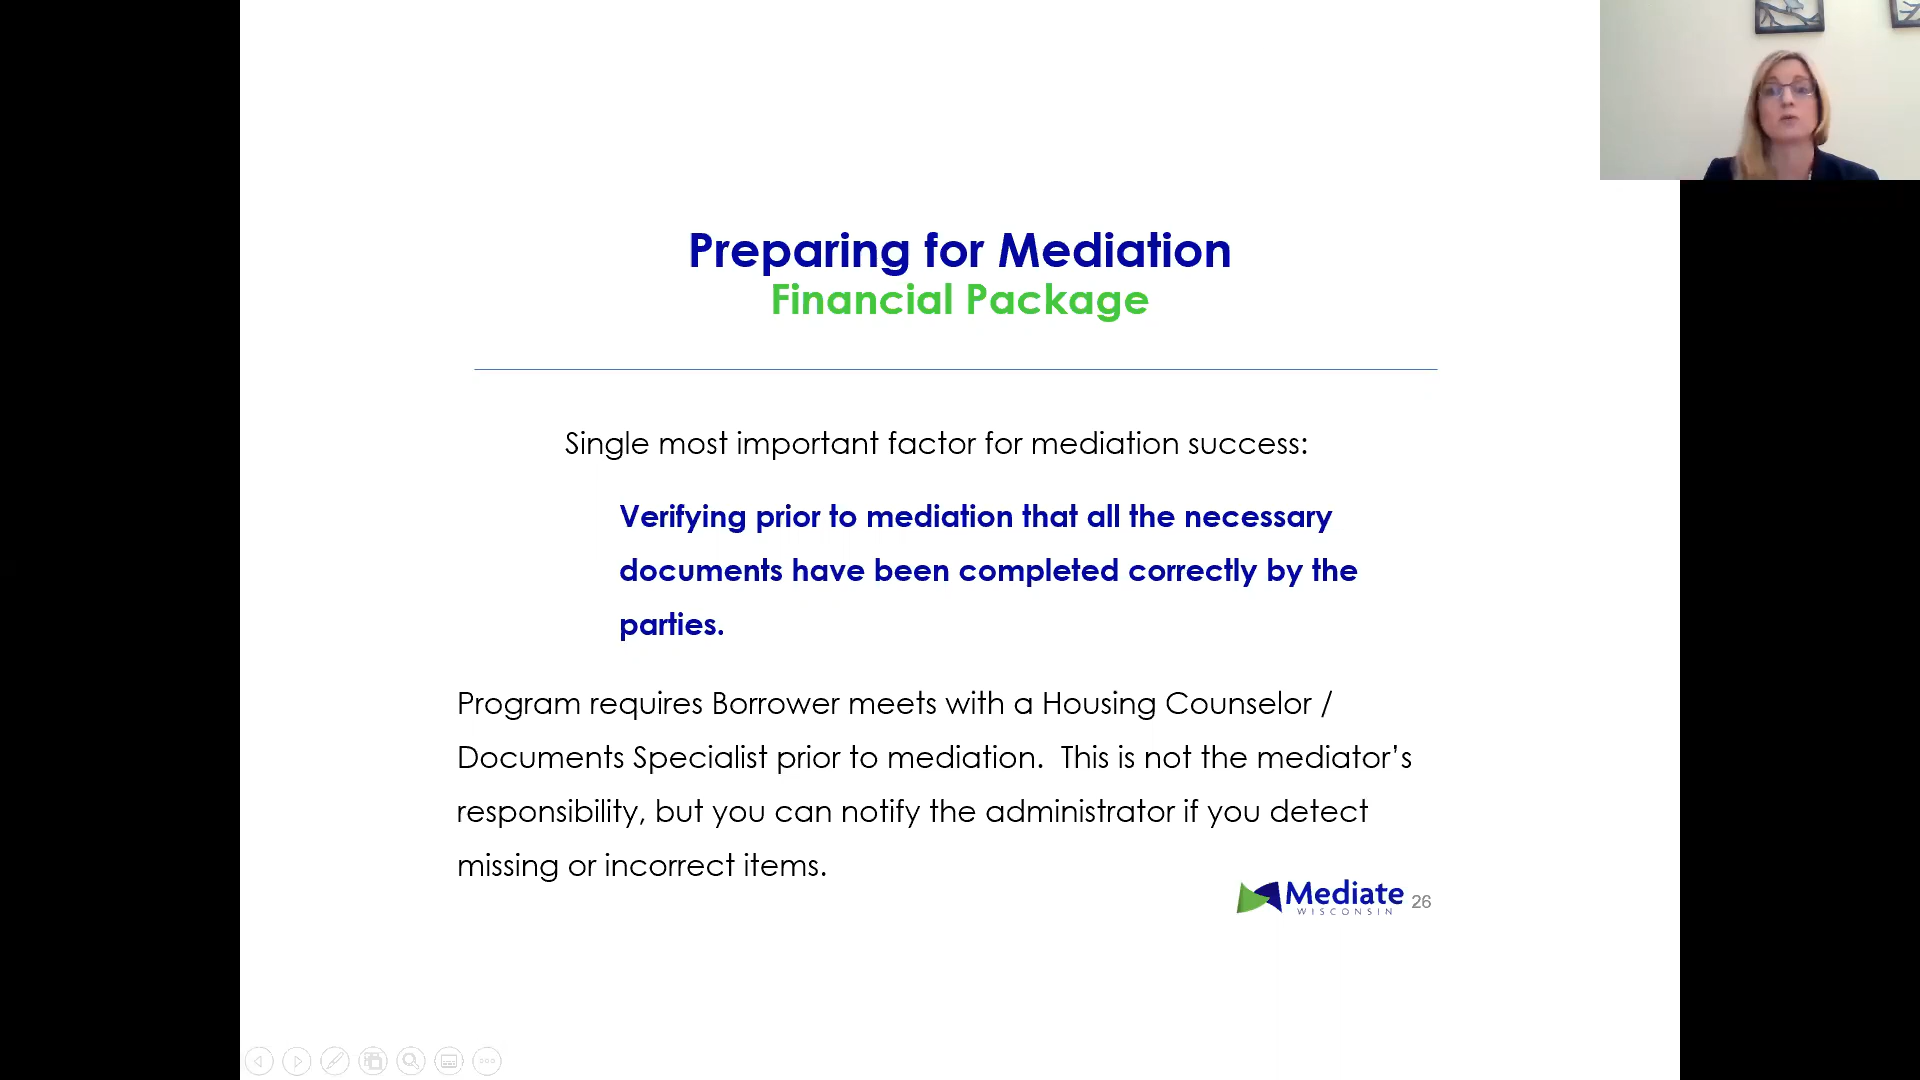 Preparing for Mediation
Financial Package
Single most important factor for mediation success:
Verifying prior to mediation that all the necessary
documents have been completed correctly by the
parties.
Program requires Borrower meets with a Housing Counselor /
Documents Specialist prior to mediation.  This is not the mediator’s
responsibility, but you can notify the administrator if you detect
missing or incorrect items.
Mediate
WISCONSIN
26